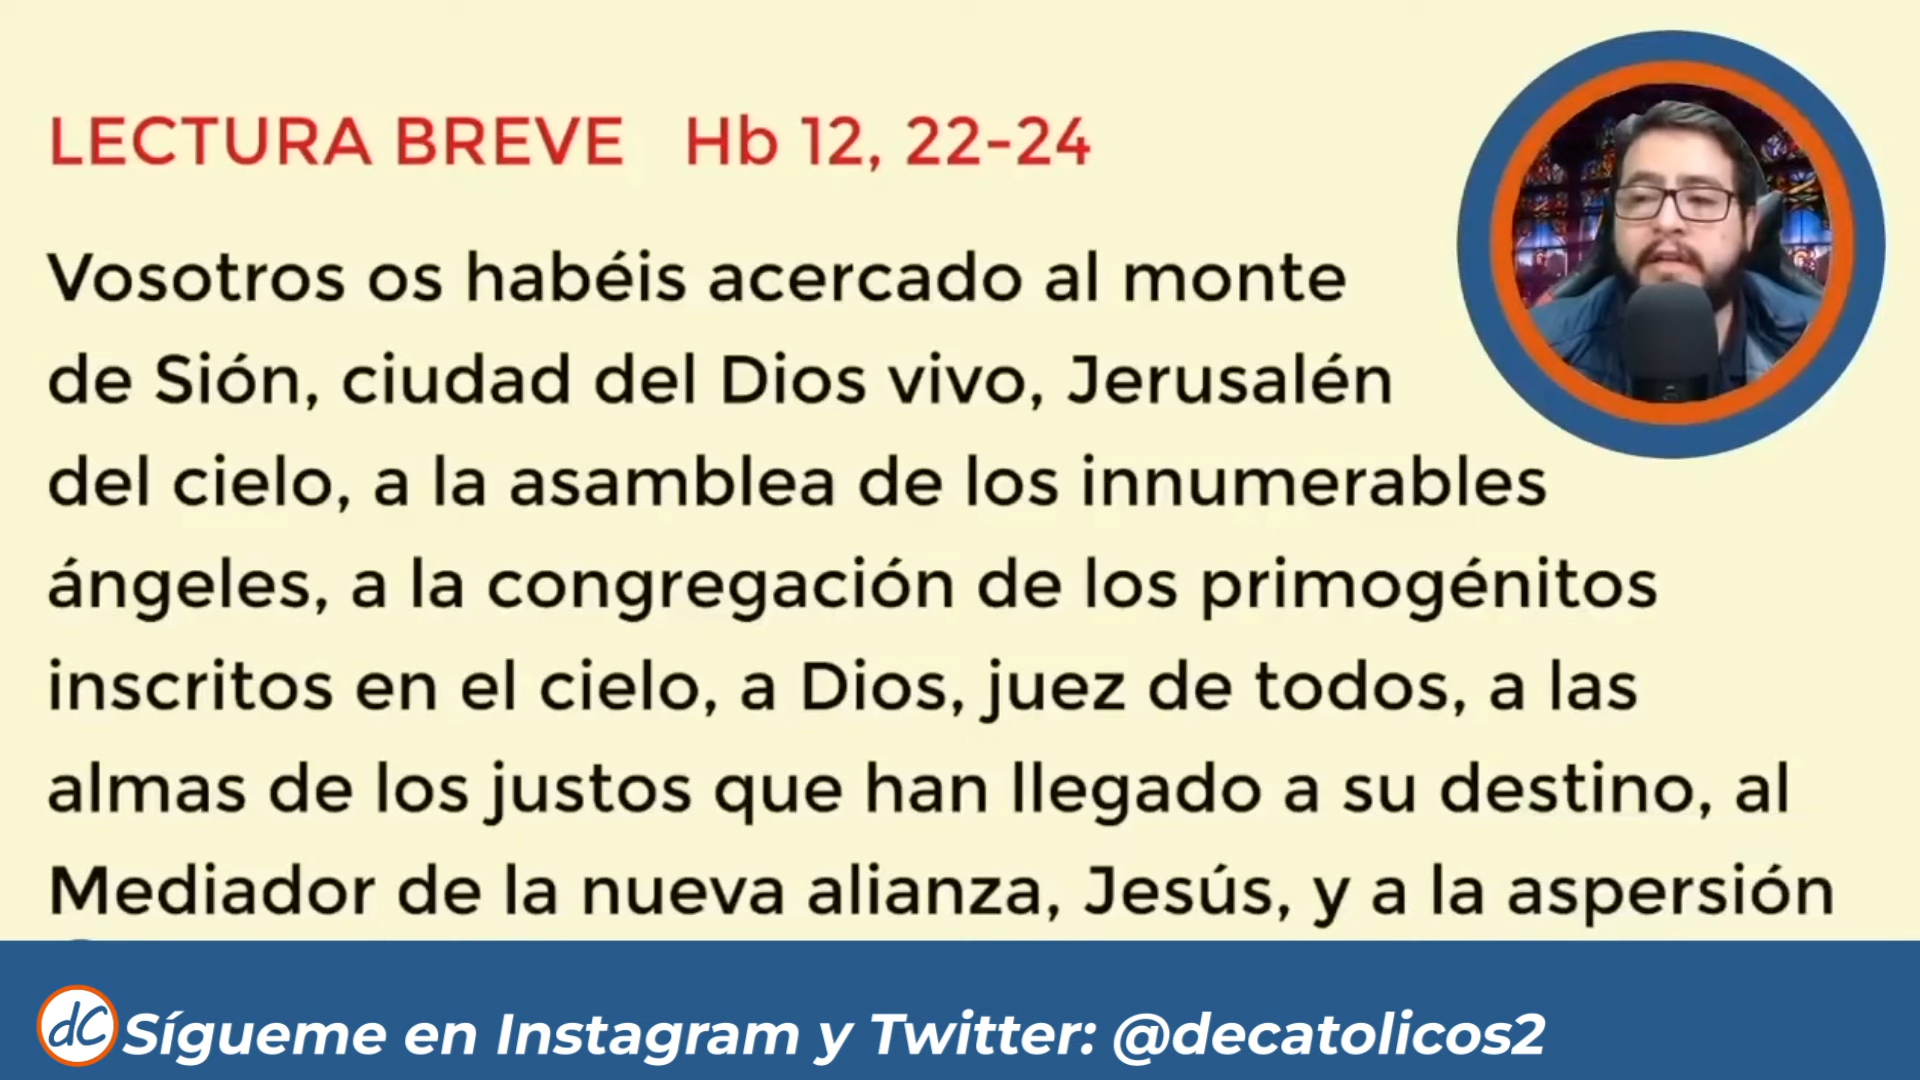 LECTURA BREVE Hb 12, 22-24
Vosotros os habéis acercado al monte
de Sión, ciudad del Dios vivo, Jerusalén
del cielo, a la asamblea de los innumerables
ángeles, a la congregación de los primogénitos
inscritos en el cielo, a Dios, juez de todos, a las
almas de los justos que han llegado a su destino, al
Mediador de la nueva alianza, Jesús, y a la aspersión
dC Sígueme en Instagram y Twitter: @decatolicos2